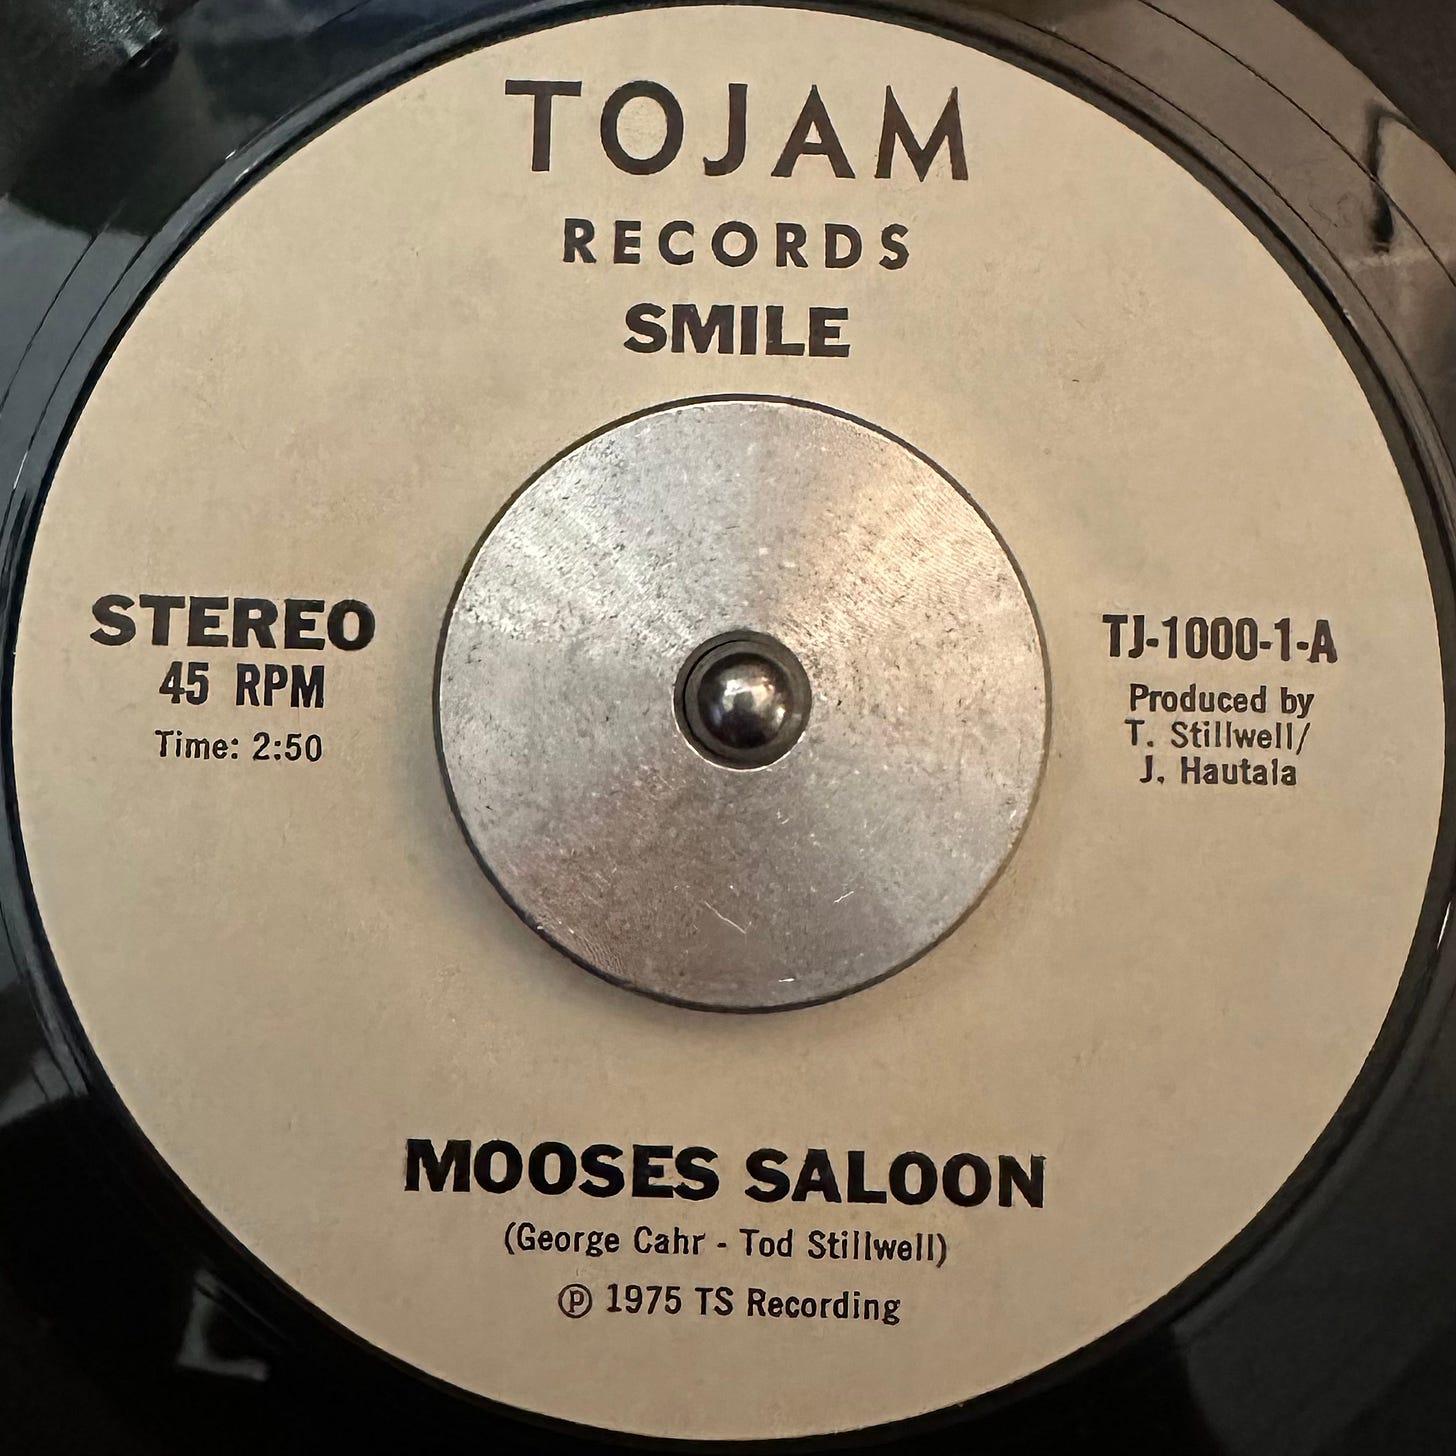 TOJAM
RECORDS
SMILE
STEREO
45 RPM
Time: 2:50
TJ-1000-1-A
Produced by
T. Stillwell/
J. Hautala
MOOSES SALOON
(George Cahr - Tod Stillwell)
Ⓟ 1975 TS Recording